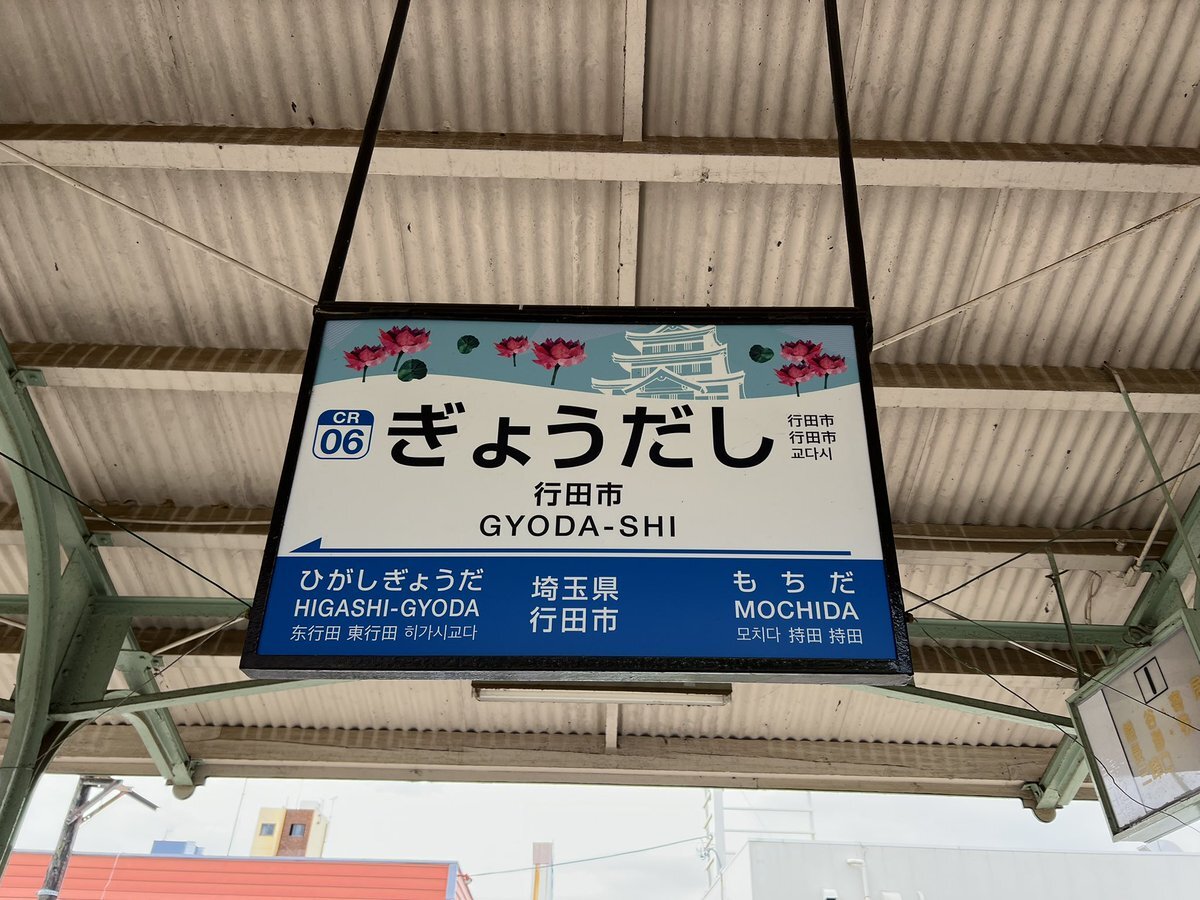 CR
06
ぎょうだし
行田市
行田市
교다시
行田市
GYODA-SHI
ひがしぎょうだ
HIGASHI-GYODA
东行田 東行田 히가시교다
埼玉県
行田市
もちだ
MOCHIDA
모치다 持田 持田
1